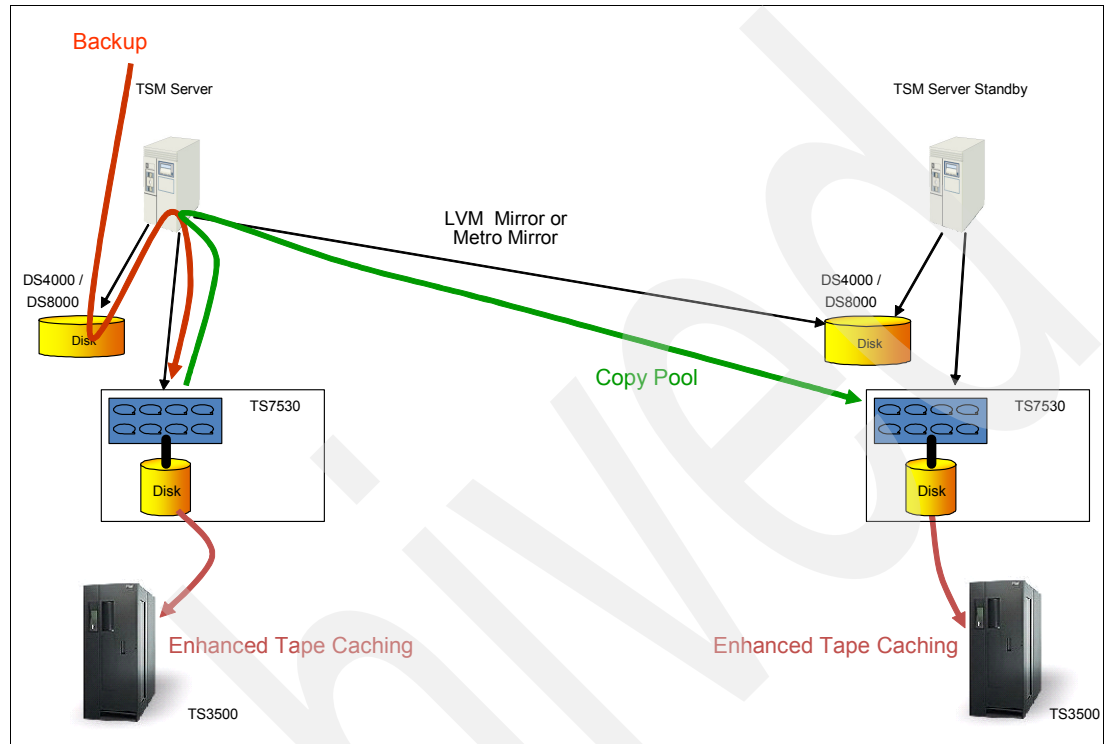 Backup
TSM Server
TSM Server Standby
LVM Mirror or
Metro Mirror
DS4000 /
DS8000
Disk
DS4000 /
DS8000
Disk
Copy Pool
TS7530
Disk
TS7530
Disk
Enhanced Tape Caching
Enhanced Tape Caching
TS3500
TS3500
hived